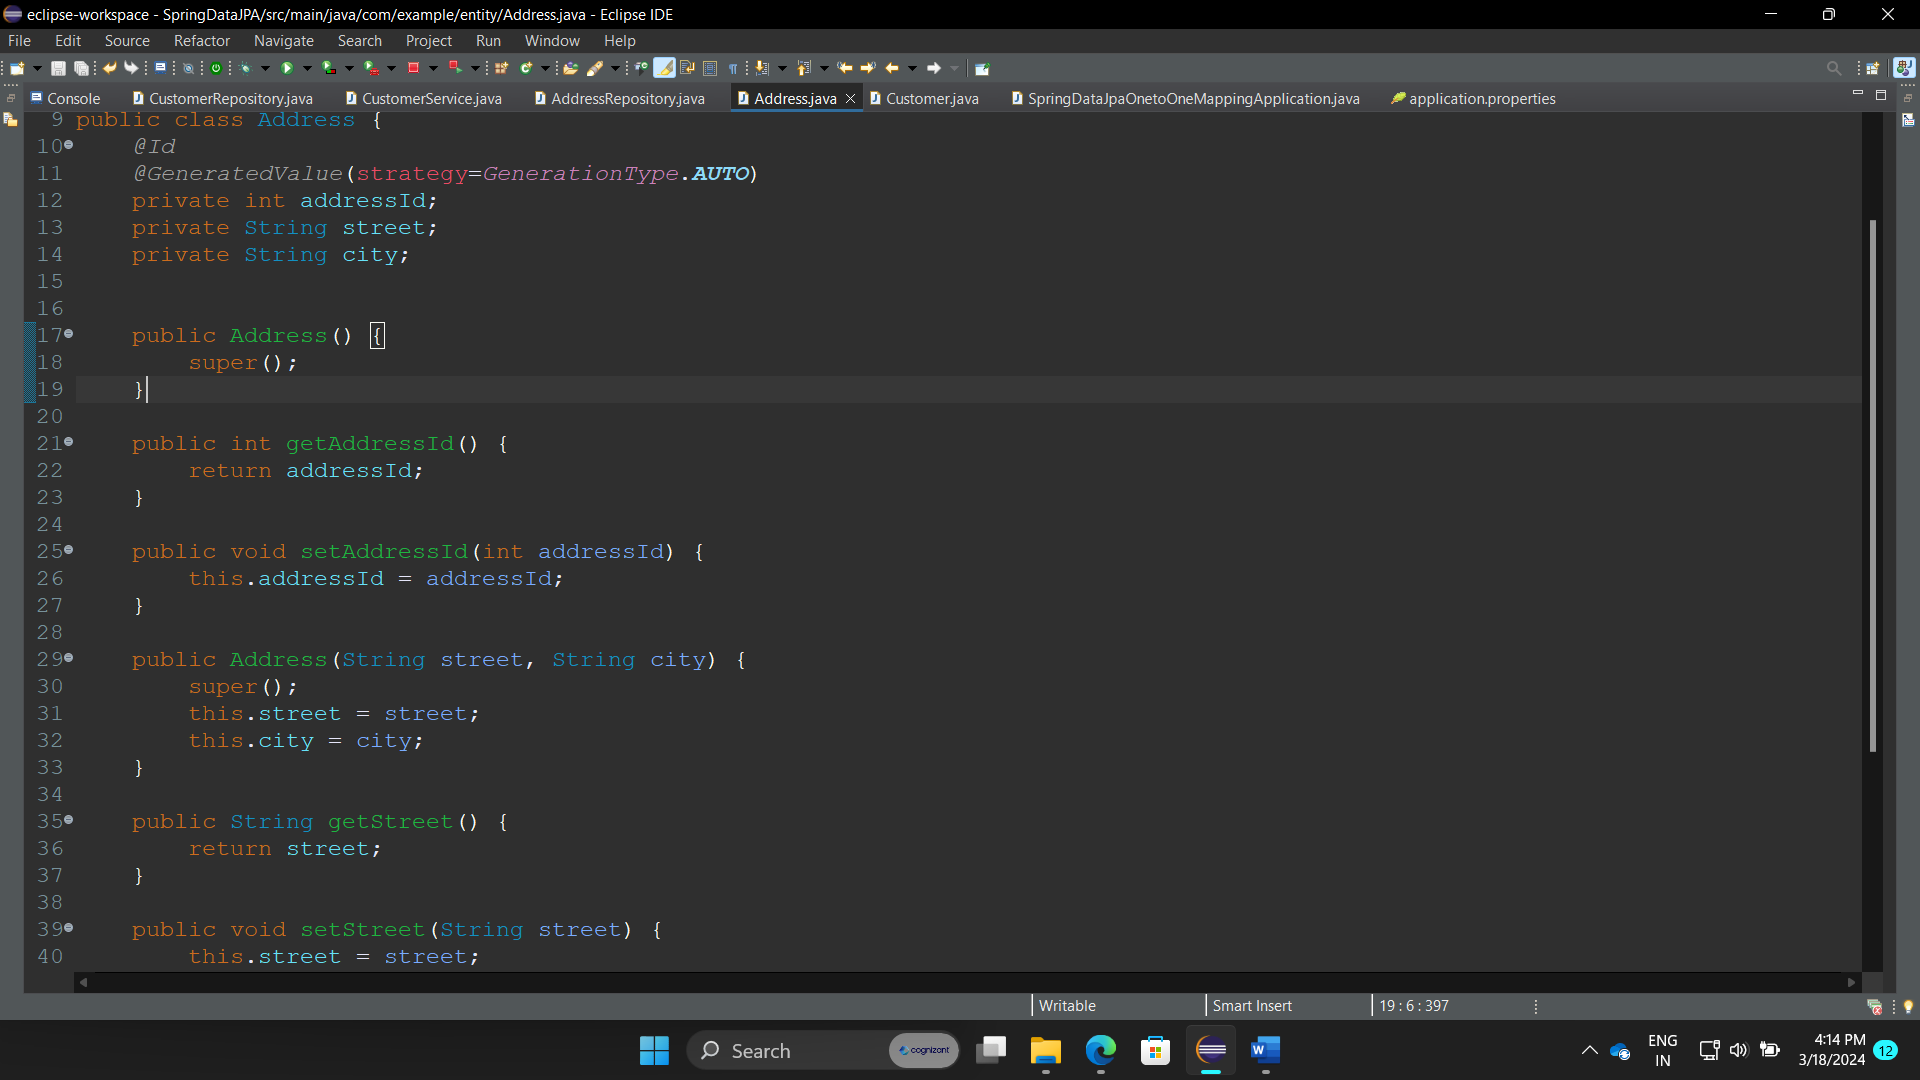 eclipse-workspace - SpringDataJPA/src/main/java/com/example/entity/Address.java - Eclipse IDE
File Edit Source Refactor Navigate Search Project Run Window Help
Console CustomerRepository.java CustomerService.java AddressRepository.java Address.java Customer.java SpringDataJpaOnetoOneMappingApplication.java application.properties
9 public class Address {
10 @Id
11 @GeneratedValue(strategy=GenerationType.AUTO)
12 private int addressId;
13 private String street;
14 private String city;
15
16
17 public Address() {
18 super();
19 }
20
21 public int getAddressId() {
22 return addressId;
23 }
24
25 public void setAddressId(int addressId) {
26 this.addressId = addressId;
27 }
28
29 public Address(String street, String city) {
30 super();
31 this.street = street;
32 this.city = city;
33 }
34
35 public String getStreet() {
36 return street;
37 }
38
39 public void setStreet(String street) {
40 this.street = street;
Writable Smart Insert 19 : 6 : 397
Search cognizant
ENG
IN
4:14 PM
3/18/2024
12